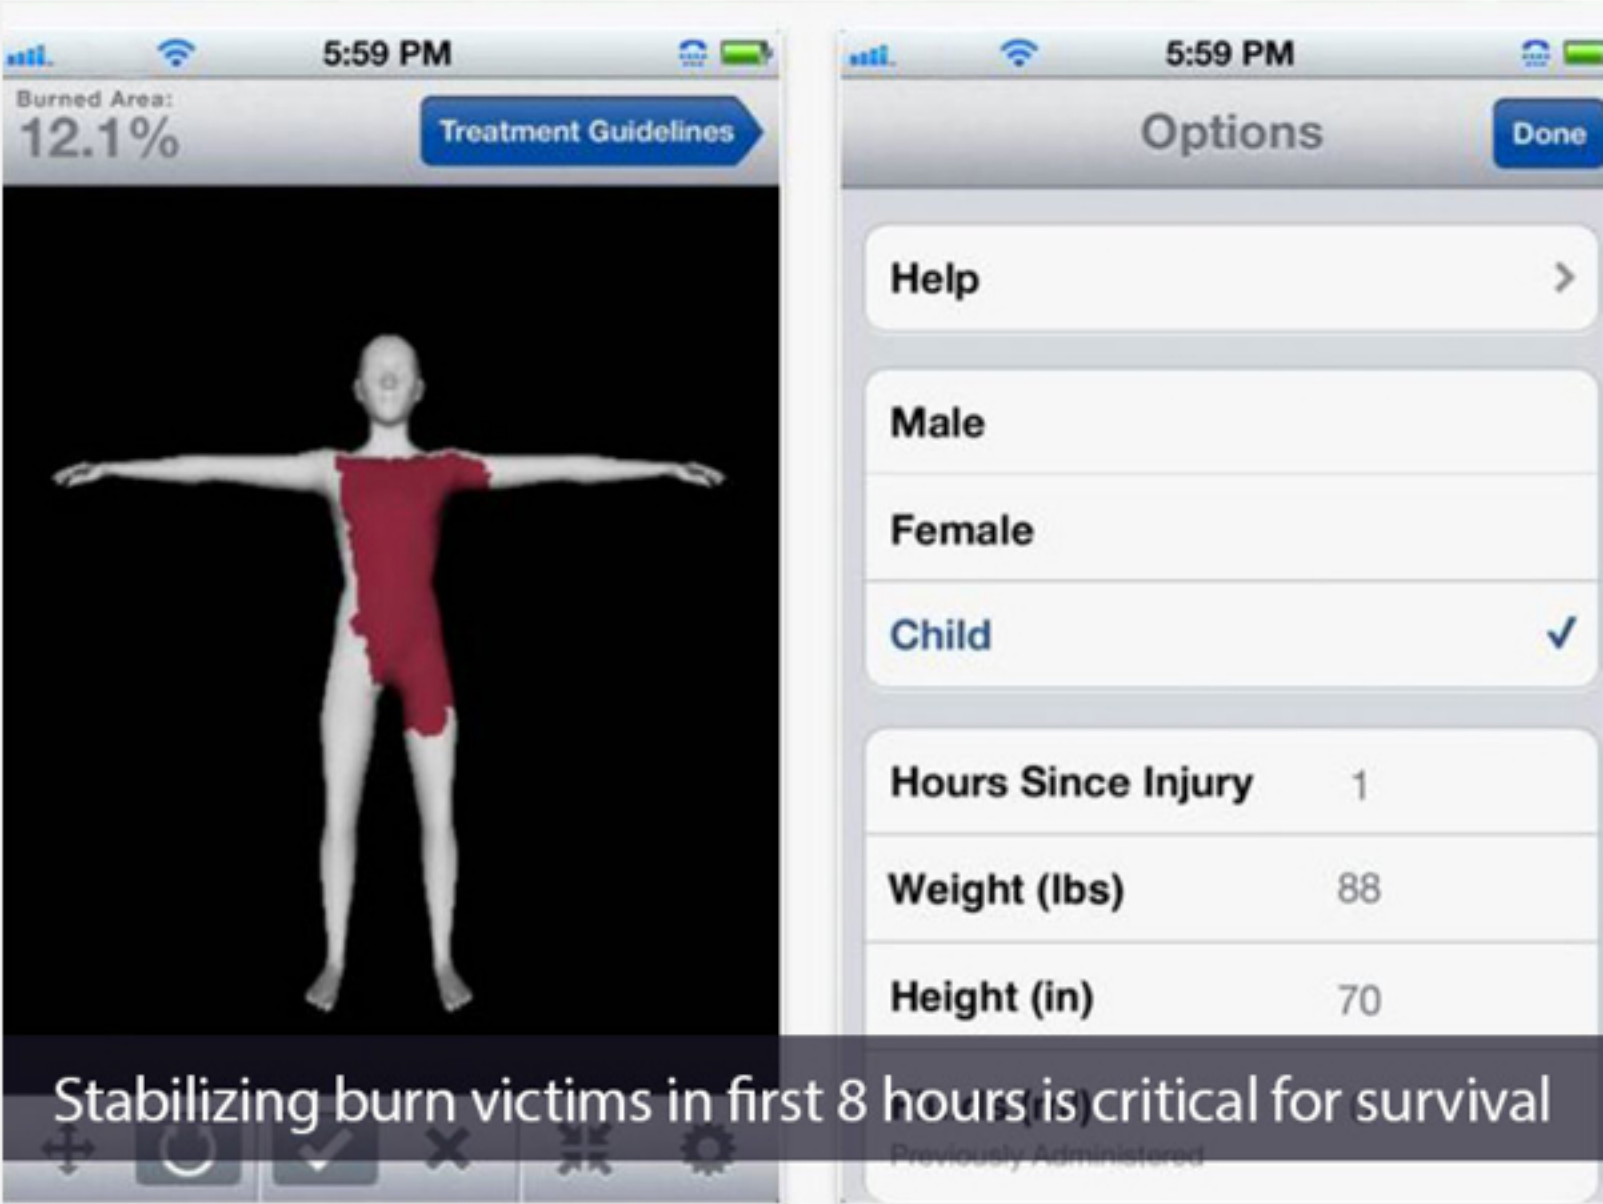 5:59 PM
Burned Area:
12.1%
Treatment Guidelines
5:59 PM
Options
Done
Help
Male
Female
Child
Hours Since Injury 1
Weight (lbs) 88
Height (in) 70
Stabilizing burn victims in first 8 hours is critical for survival
Previously Administered